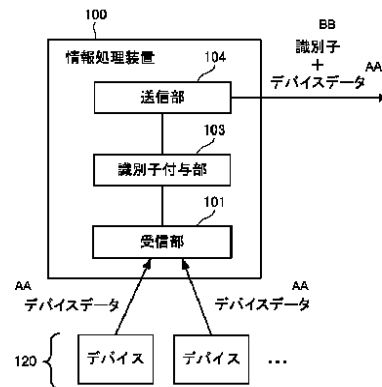 100
情報処理装置
104
送信部
BB
識別子
+
デバイスデータ
AA
103
識別子付与部
101
受信部
AA
デバイスデータ
AA
デバイスデータ
120
デバイス
デバイス
...